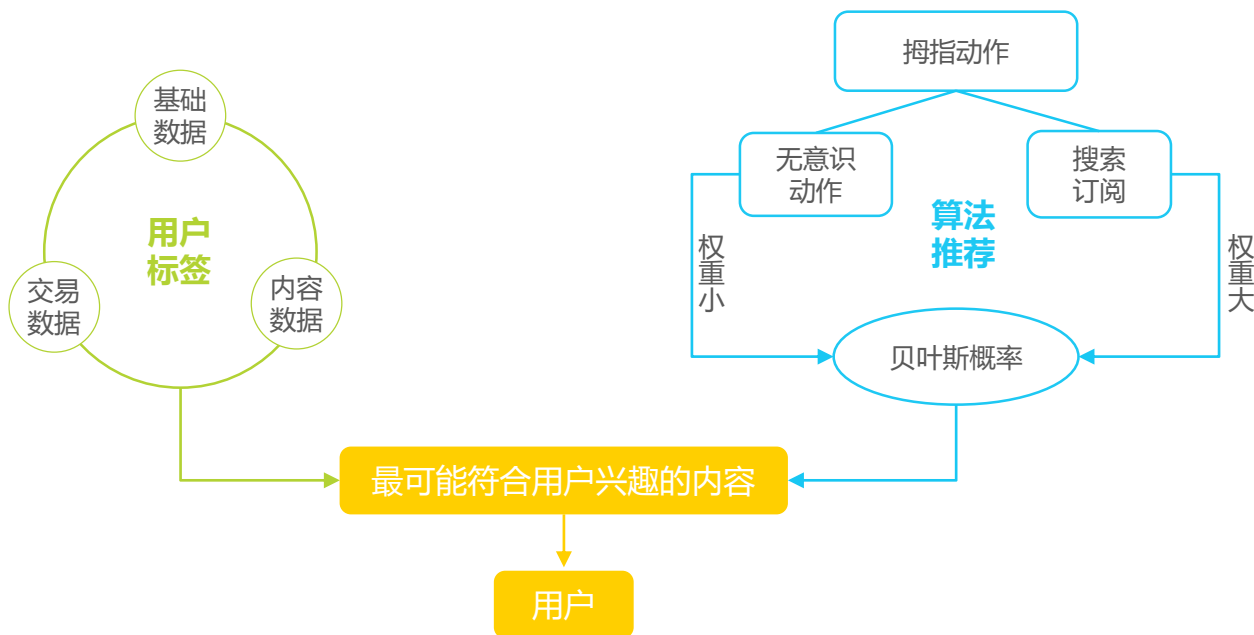 拇指动作
基础
数据
用户
标签
交易
数据
内容
数据
无意识
动作
搜索
订阅
算法
推荐
权重小
权重大
贝叶斯概率
最可能符合用户兴趣的内容
用户